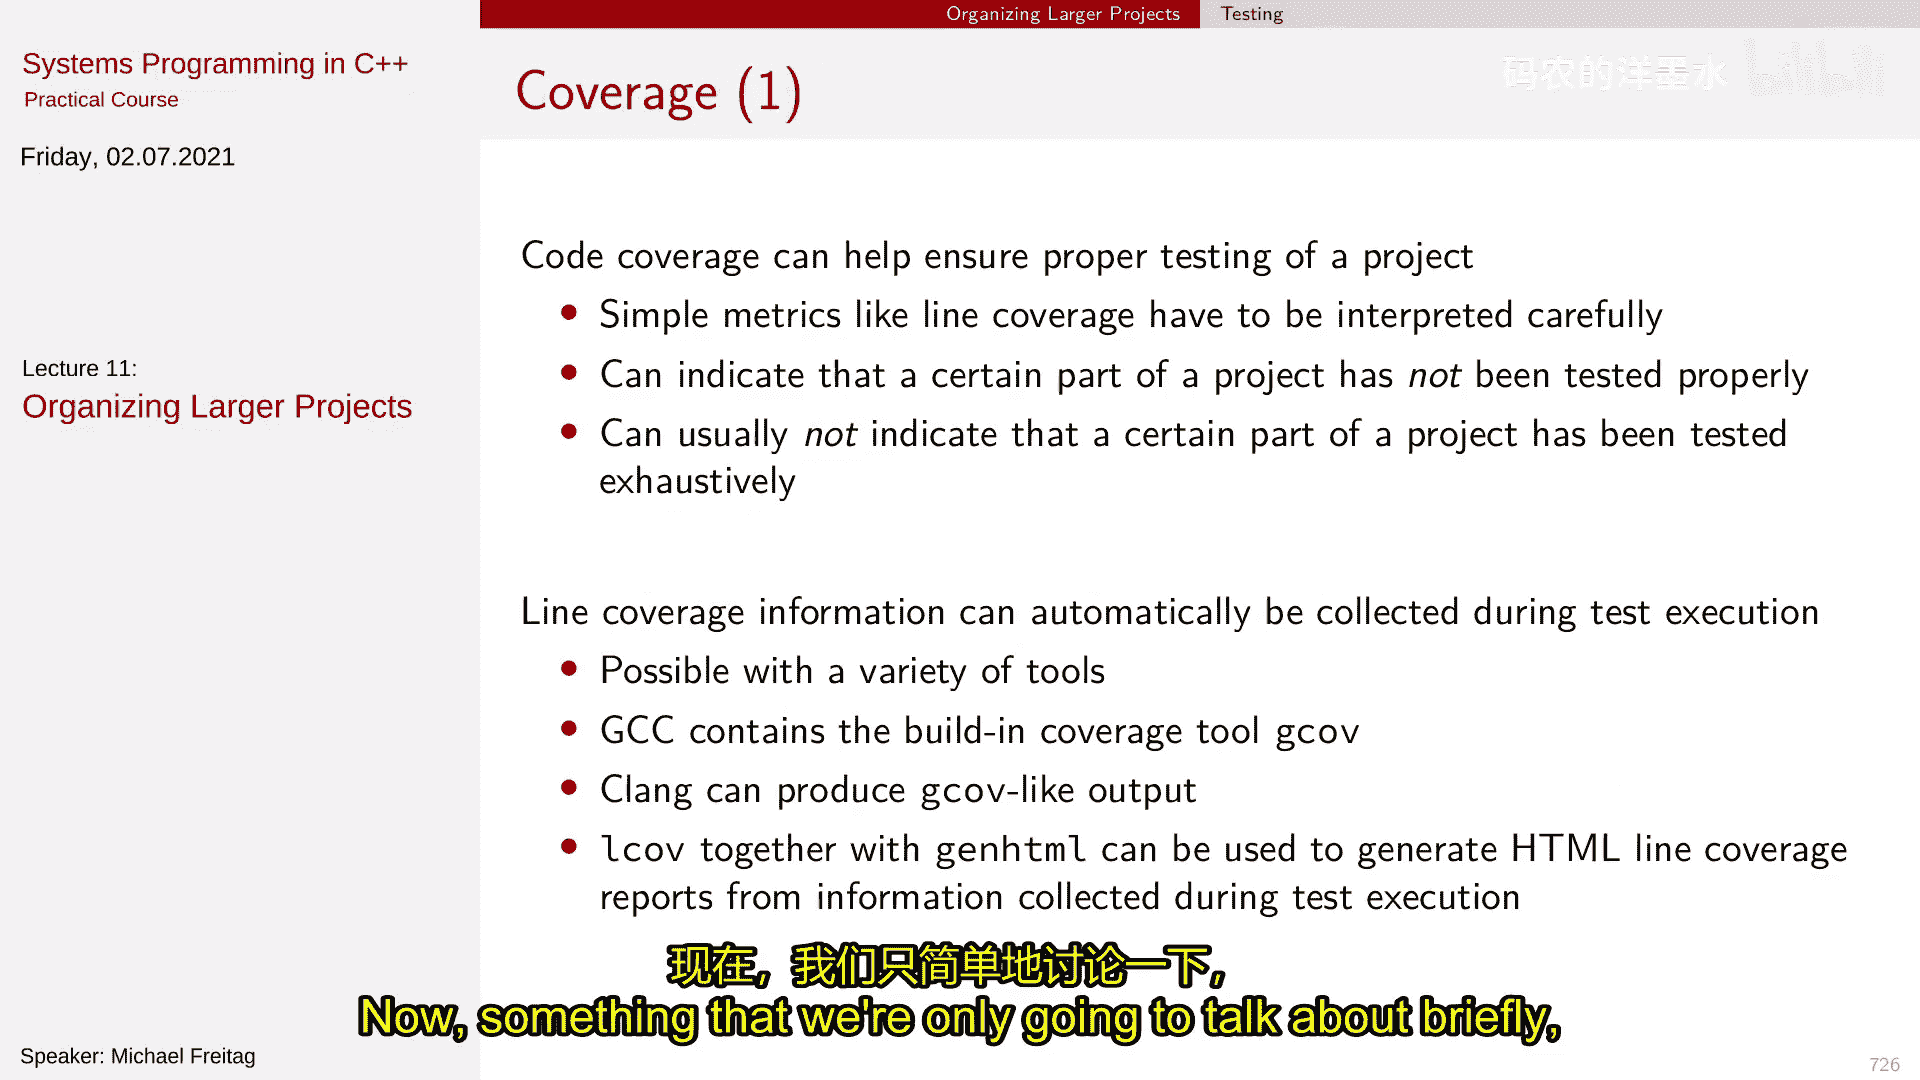 Organizing Larger Projects Testing
Systems Programming in C++
Practical Course
Friday, 02.07.2021
Lecture 11:
Organizing Larger Projects
Coverage (1)
码农的洋墨水 bilibili
Code coverage can help ensure proper testing of a project
• Simple metrics like line coverage have to be interpreted carefully
• Can indicate that a certain part of a project has not been tested properly
• Can usually not indicate that a certain part of a project has been tested
exhaustively
Line coverage information can automatically be collected during test execution
• Possible with a variety of tools
• GCC contains the build-in coverage tool gcov
• Clang can produce gcov-like output
• lcov together with genhtml can be used to generate HTML line coverage
reports from information collected during test execution
现在，我们只简单地讨论一下，
Now, something that we're only going to talk about briefly,
Speaker: Michael Freitag
726